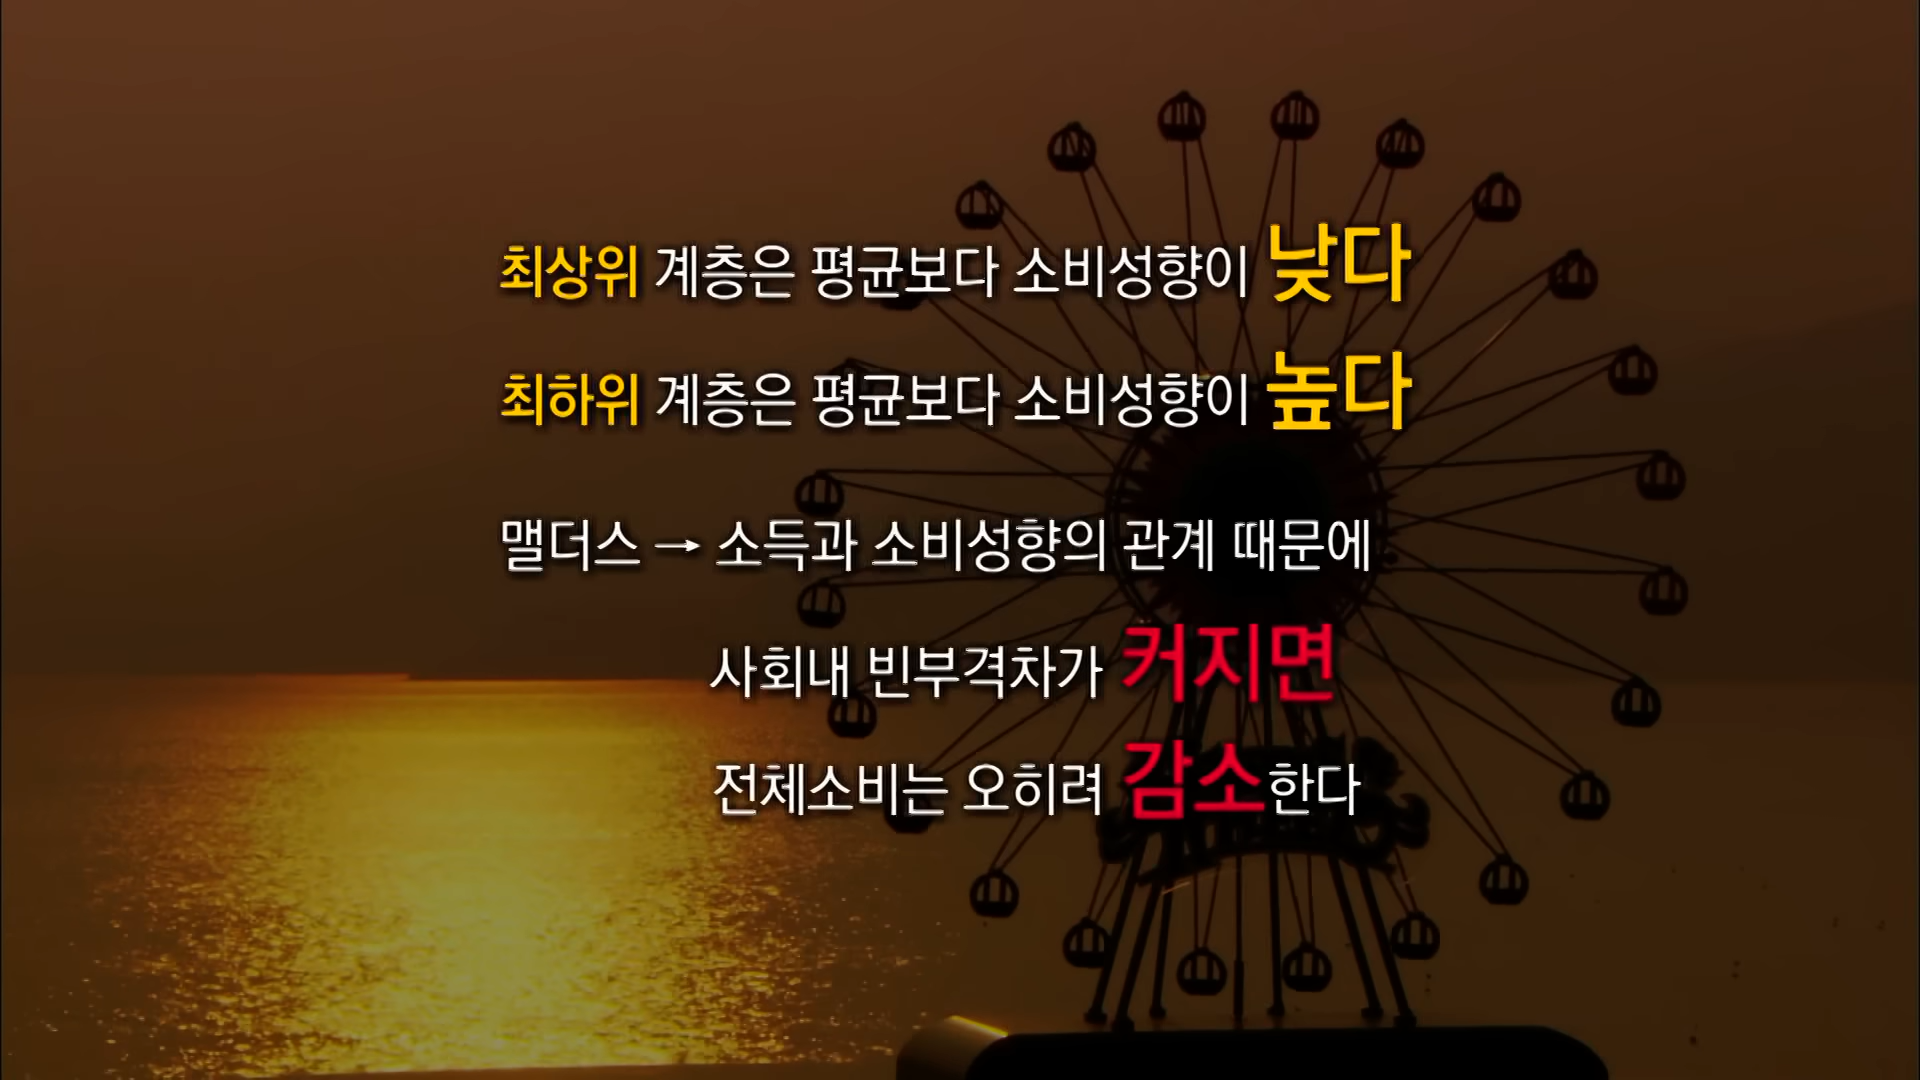 최상위 계층은 평균보다 소비성향이 낮다
최하위 계층은 평균보다 소비성향이 높다
맬더스 → 소득과 소비성향의 관계 때문에
사회내 빈부격차가 커지면
전체소비는 오히려 감소한다